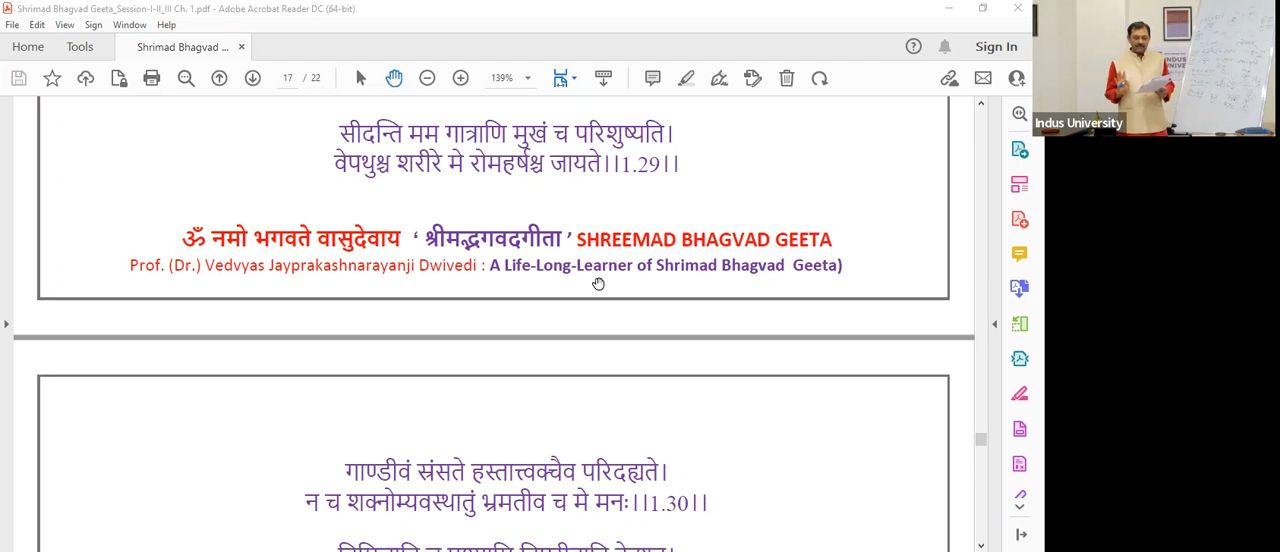 Shrimad Bhagvad Geeta_Session-I-II_III Ch. 1.pdf - Adobe Acrobat Reader DC (64-bit)
File Edit View Sign Window Help
Home Tools Shrimad Bhagvad ... × Sign In
17 / 22 139%
Indus University
सीदन्ति मम गात्राणि मुखं च परिशुष्यति।
वेपथुश्च शरीरे मे रोमहर्षश्च जायते।।1.29।।
ॐ नमो भगवते वासुदेवाय ‘ श्रीमद्भगवदगीता ’ SHREEMAD BHAGVAD GEETA
Prof. (Dr.) Vedvyas Jayprakashnarayanji Dwivedi : A Life-Long-Learner of Shrimad Bhagvad Geeta)
गाण्डीवं स्रंसते हस्तात्त्वक्चैव परिदह्यते।
न च शक्नोम्यवस्थातुं भ्रमतीव च मे मनः।।1.30।।